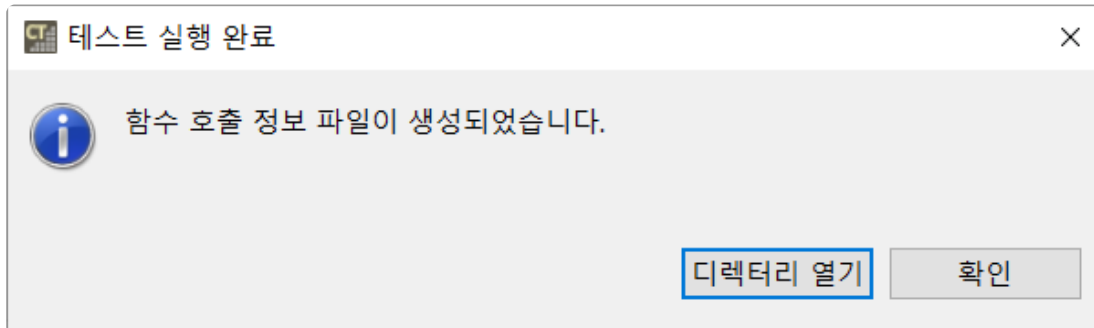 CT 테스트 실행 완료
함수 호출 정보 파일이 생성되었습니다.
디렉터리 열기 확인